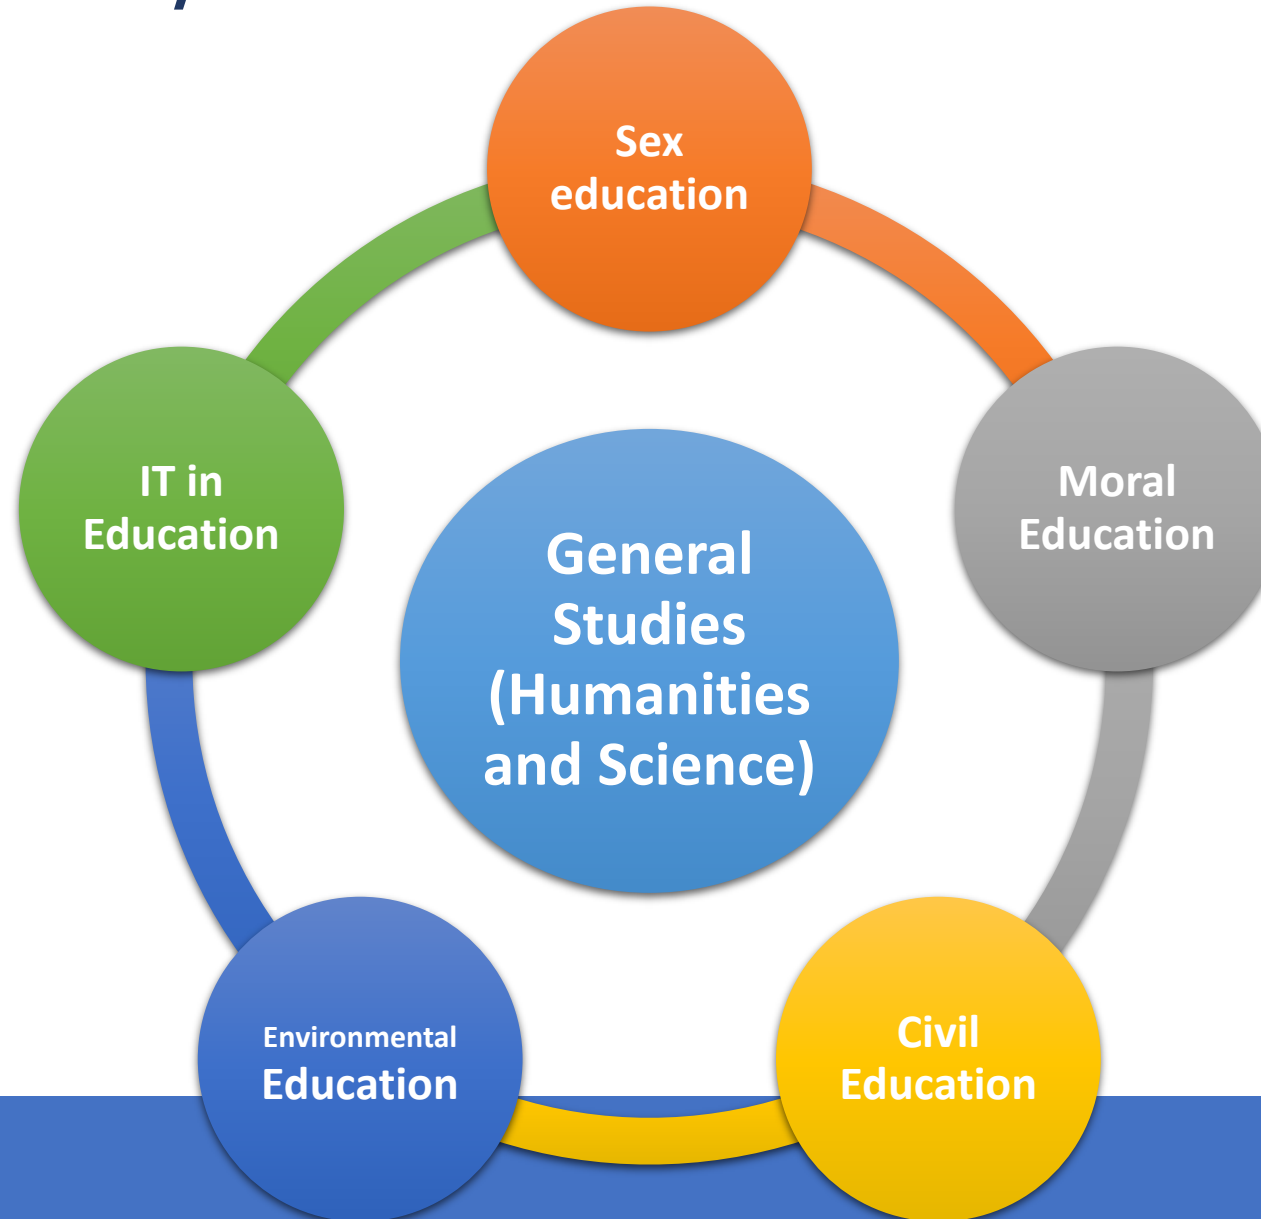 Sex
education
Moral
Education
Civil
Education
Environmental
Education
IT in
Education
General
Studies
(Humanities
and Science)